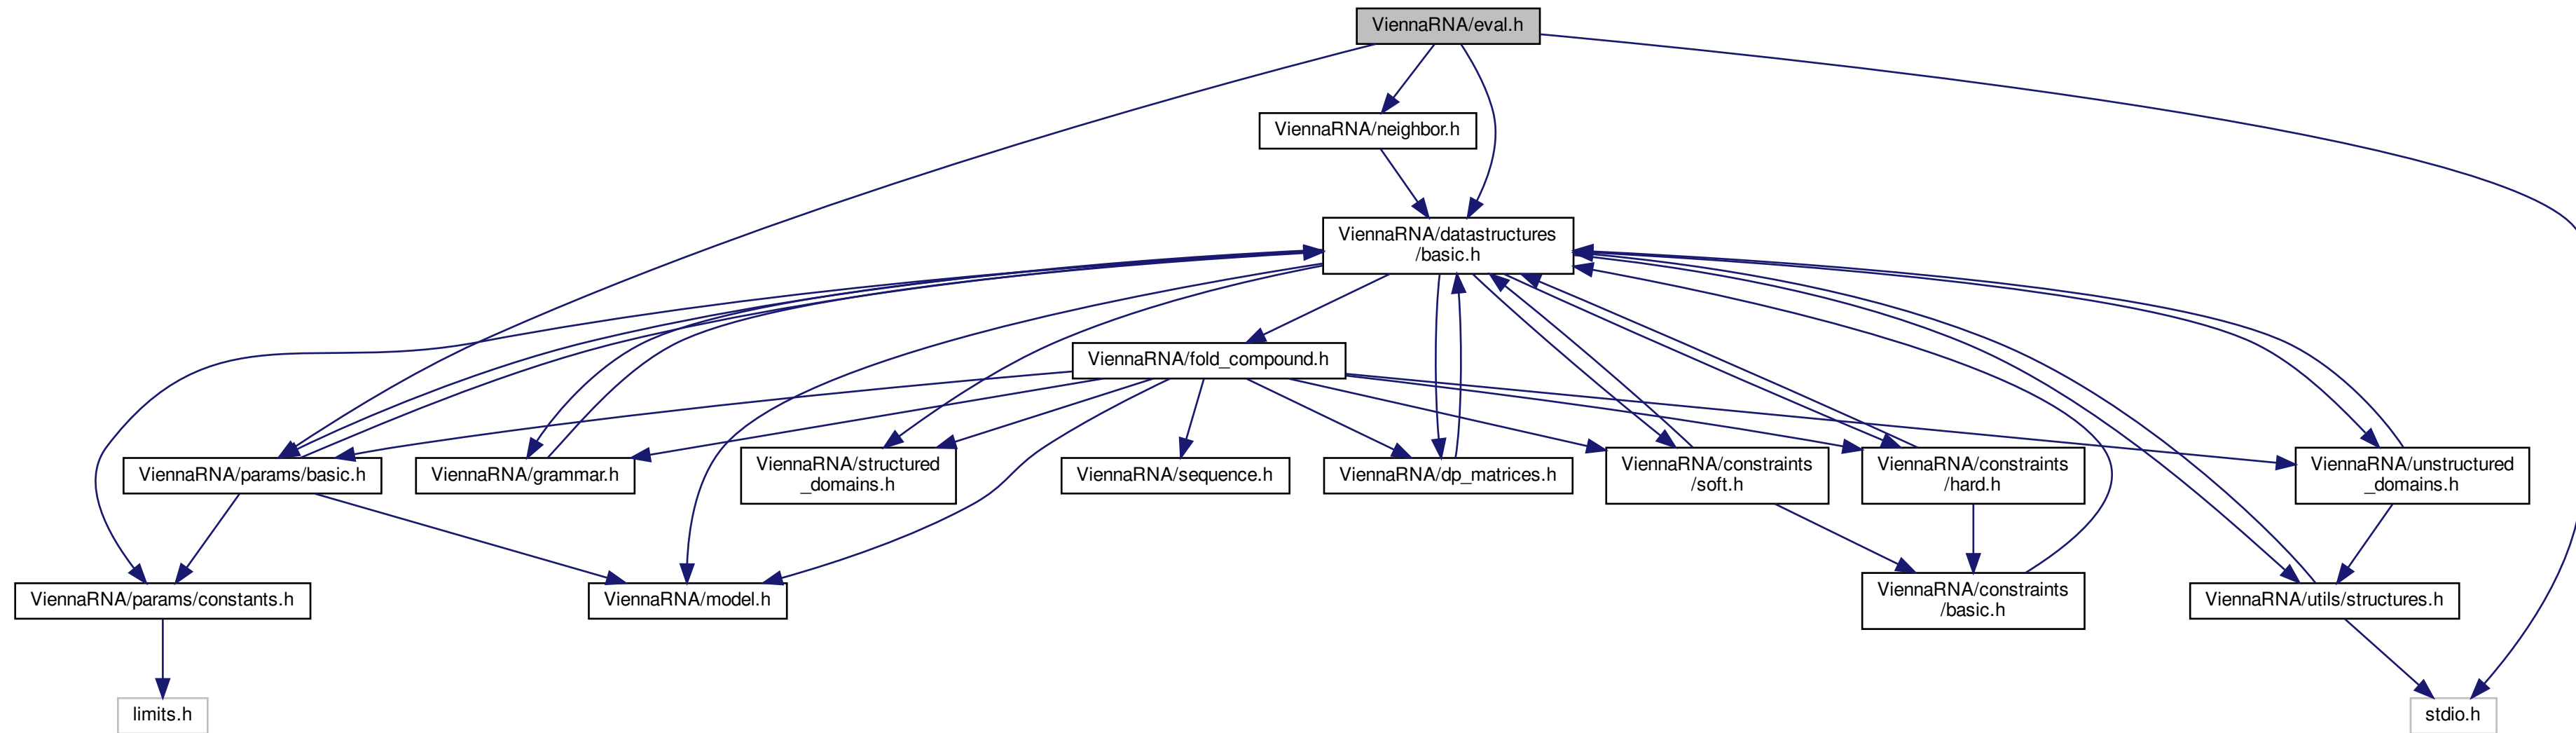 ViennaRNA/eval.h
ViennaRNA/neighbor.h
ViennaRNA/datastructures
/basic.h
ViennaRNA/fold_compound.h
ViennaRNA/params/basic.h
ViennaRNA/grammar.h
ViennaRNA/structured
_domains.h
ViennaRNA/sequence.h
ViennaRNA/dp_matrices.h
ViennaRNA/constraints
/soft.h
ViennaRNA/constraints
/hard.h
ViennaRNA/unstructured
_domains.h
ViennaRNA/params/constants.h
ViennaRNA/model.h
ViennaRNA/constraints
/basic.h
ViennaRNA/utils/structures.h
limits.h
stdio.h